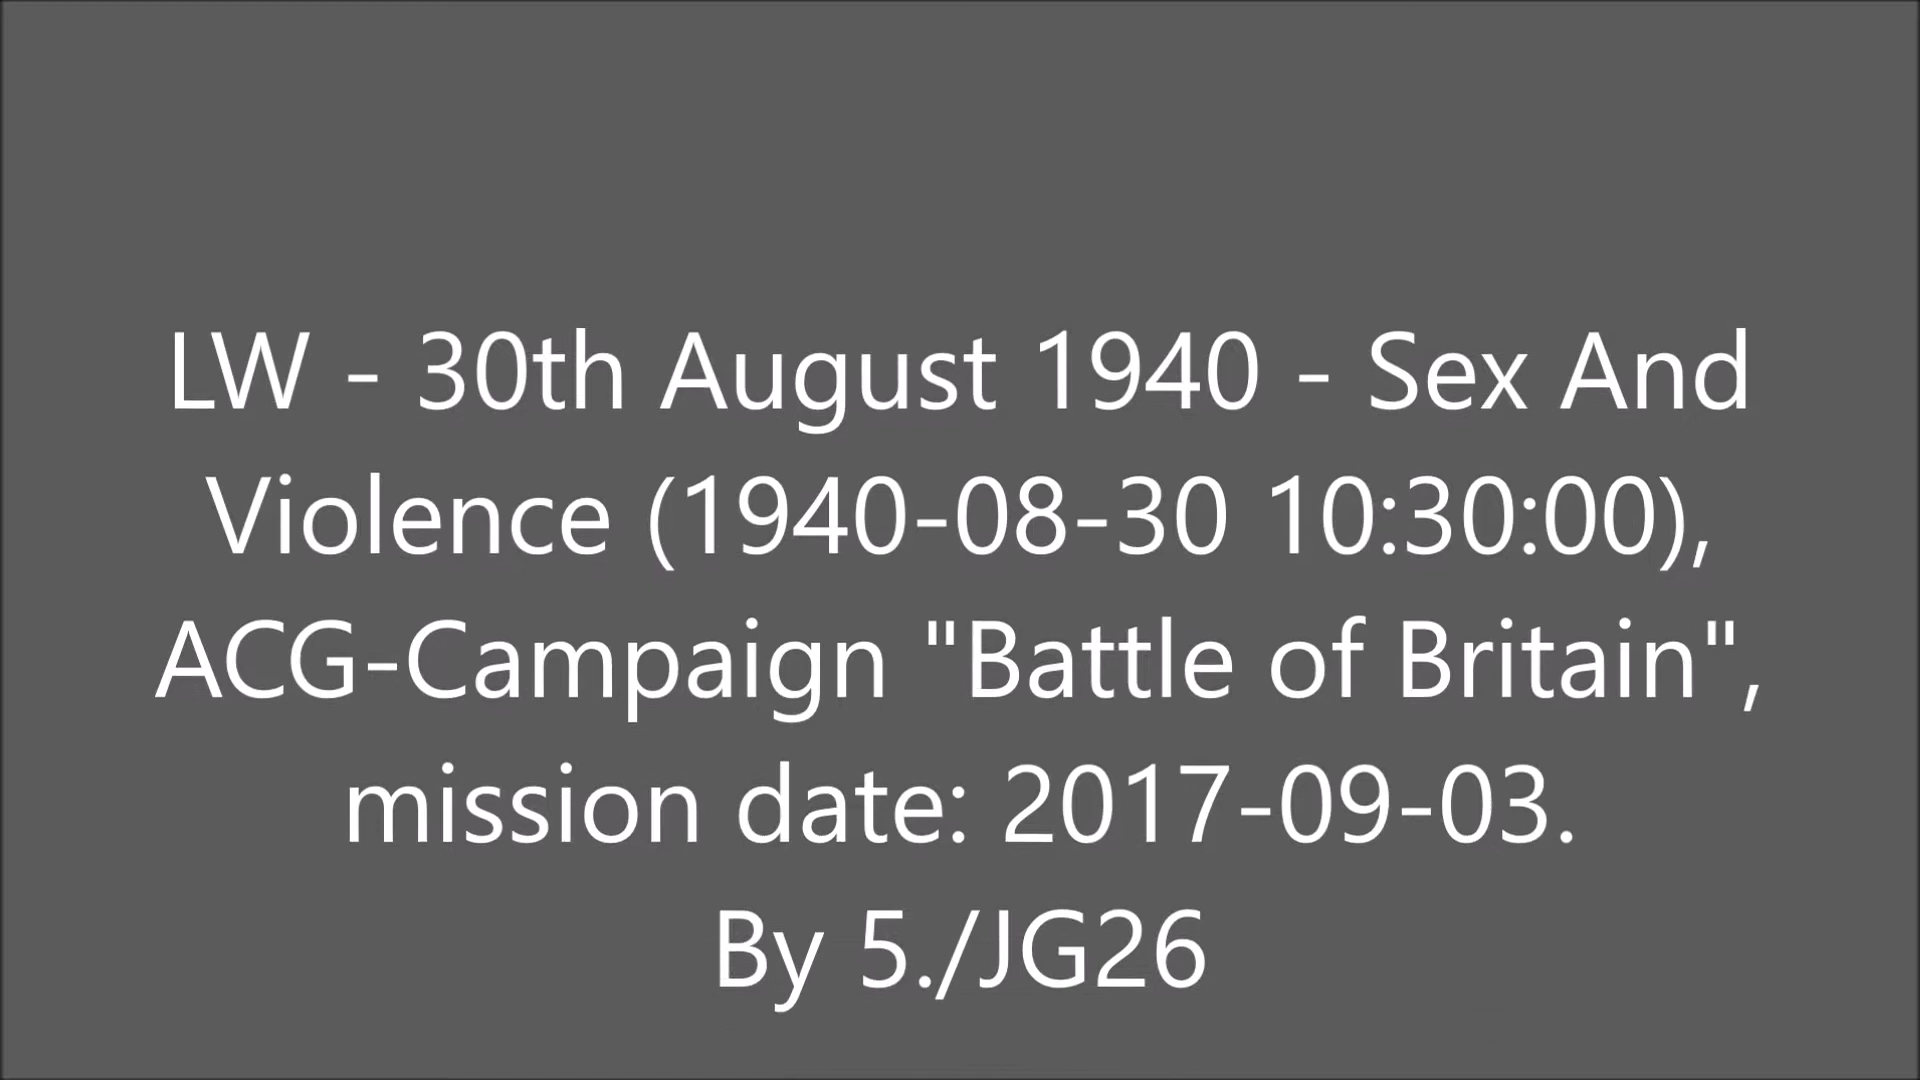 LW - 30th August 1940 - Sex And
Violence (1940-08-30 10:30:00),
ACG-Campaign "Battle of Britain",
mission date: 2017-09-03.
By 5./JG26